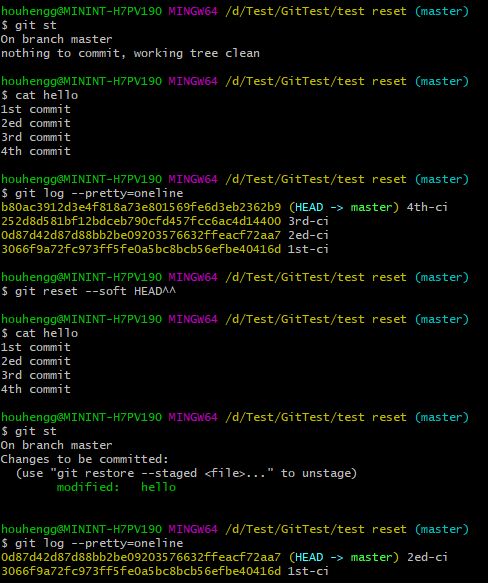 houhengg@MININT-H7PV190 MINGW64 /d/Test/GitTest/test reset (master)
$ git st
On branch master
nothing to commit, working tree clean
houhengg@MININT-H7PV190 MINGW64 /d/Test/GitTest/test reset (master)
$ cat hello
1st commit
2ed commit
3rd commit
4th commit
houhengg@MININT-H7PV190 MINGW64 /d/Test/GitTest/test reset (master)
$ git log --pretty=oneline
b80ac3912d3e4f818a73e801569fe6d3eb2362b9 (HEAD -> master) 4th-ci
252d8d581bf12bdceb790cfd457fcc6ac4d14400 3rd-ci
0d87d42d87d88bb2be09203576632ffeacf72aa7 2ed-ci
3066f9a72fc973ff5fe0a5bc8bcb56efbe40416d 1st-ci
houhengg@MININT-H7PV190 MINGW64 /d/Test/GitTest/test reset (master)
$ git reset --soft HEAD^^
houhengg@MININT-H7PV190 MINGW64 /d/Test/GitTest/test reset (master)
$ cat hello
1st commit
2ed commit
3rd commit
4th commit
houhengg@MININT-H7PV190 MINGW64 /d/Test/GitTest/test reset (master)
$ git st
On branch master
Changes to be committed:
  (use "git restore --staged <file>..." to unstage)
        modified:   hello
houhengg@MININT-H7PV190 MINGW64 /d/Test/GitTest/test reset (master)
$ git log --pretty=oneline
0d87d42d87d88bb2be09203576632ffeacf72aa7 (HEAD -> master) 2ed-ci
3066f9a72fc973ff5fe0a5bc8bcb56efbe40416d 1st-ci